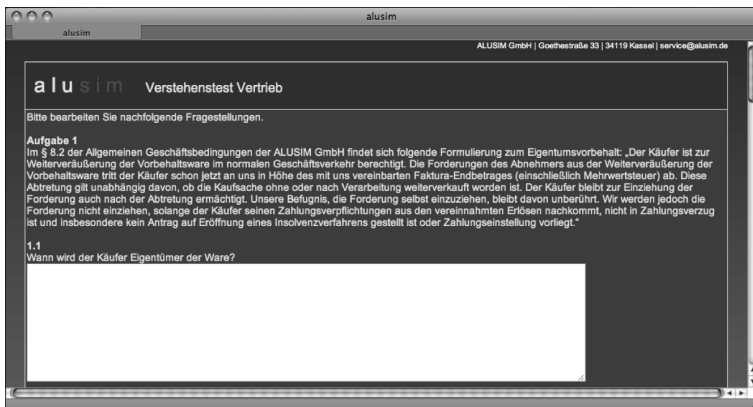 alusim
alusim
ALUSIM GmbH | Goethestraße 33 | 34119 Kassel | service@alusim.de
alusim Verstehenstest Vertrieb
Bitte bearbeiten Sie nachfolgende Fragestellungen.
Aufgabe 1
Im § 8.2 der Allgemeinen Geschäftsbedingungen der ALUSIM GmbH findet sich folgende Formulierung zum Eigentumsvorbehalt: „Der Käufer ist zur
Weiterveräußerung der Vorbehaltsware im normalen Geschäftsverkehr berechtigt. Die Forderungen des Abnehmers aus der Weiterveräußerung der
Vorbehaltsware tritt der Käufer schon jetzt an uns in Höhe des mit uns vereinbarten Faktura-Endbetrages (einschließlich Mehrwertsteuer) ab. Diese
Abtretung gilt unabhängig davon, ob die Kaufsache ohne oder nach Verarbeitung weiterverkauft worden ist. Der Käufer bleibt zur Einziehung der
Forderung auch nach der Abtretung ermächtigt. Unsere Befugnis, die Forderung selbst einzuziehen, bleibt davon unberührt. Wir werden jedoch die
Forderung nicht einziehen, solange der Käufer seinen Zahlungsverpflichtungen aus den vereinnahmten Erlösen nachkommt, nicht in Zahlungsverzug
ist und insbesondere kein Antrag auf Eröffnung eines Insolvenzverfahrens gestellt ist oder Zahlungseinstellung vorliegt.“
1.1
Wann wird der Käufer Eigentümer der Ware?